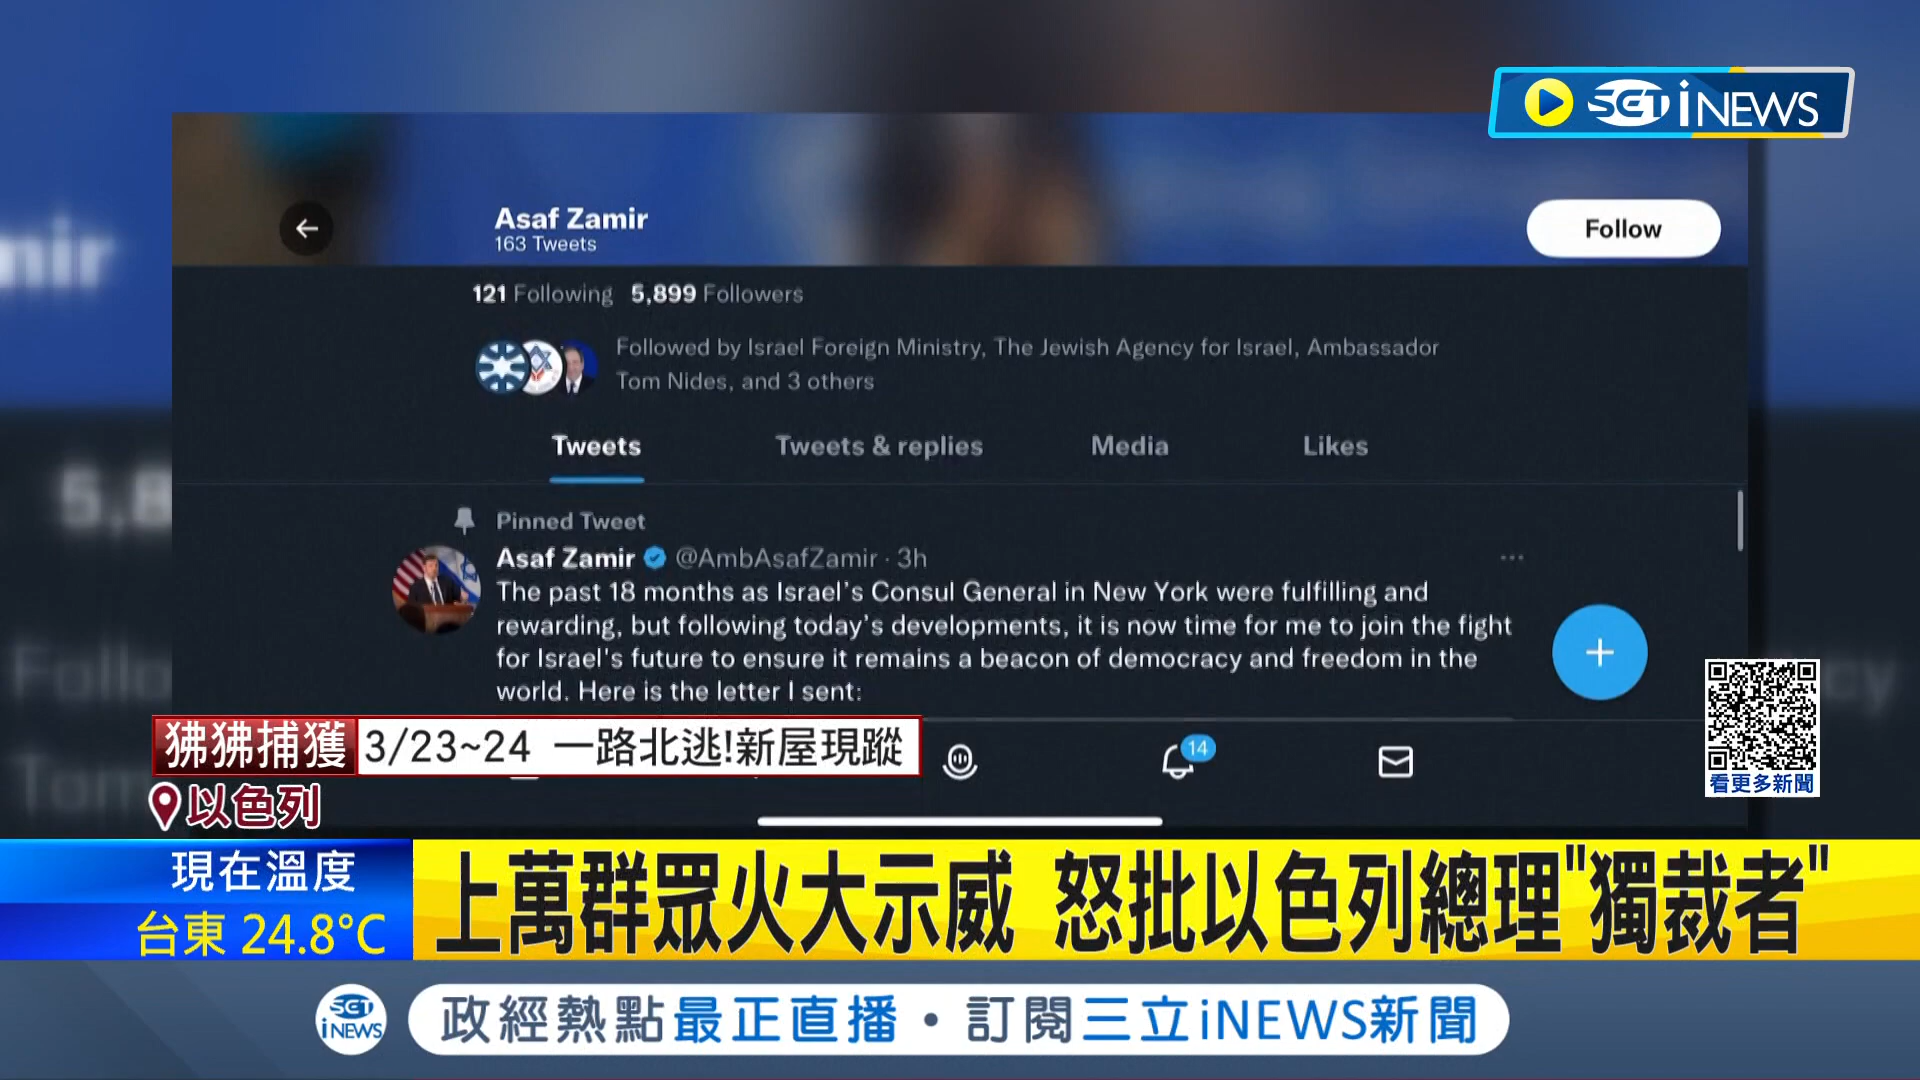 SET iNEWS
Asaf Zamir
163 Tweets
Follow
121 Following 5,899 Followers
Followed by Israel Foreign Ministry, The Jewish Agency for Israel, Ambassador
Tom Nides, and 3 others
Tweets
Tweets & replies
Media
Likes
Pinned Tweet
Asaf Zamir @AmbAsafZamir · 3h
The past 18 months as Israel's Consul General in New York were fulfilling and
rewarding, but following today's developments, it is now time for me to join the fight
for Israel's future to ensure it remains a beacon of democracy and freedom in the
world. Here is the letter I sent:
狒狒捕獲 3/23~24 一路北逃!新屋現蹤
14
看更多新聞
以色列
現在溫度
台東 24.8°C
上萬群眾火大示威 怒批以色列總理"獨裁者"
SET iNEWS
政經熱點最正直播・訂閱三立iNEWS新聞